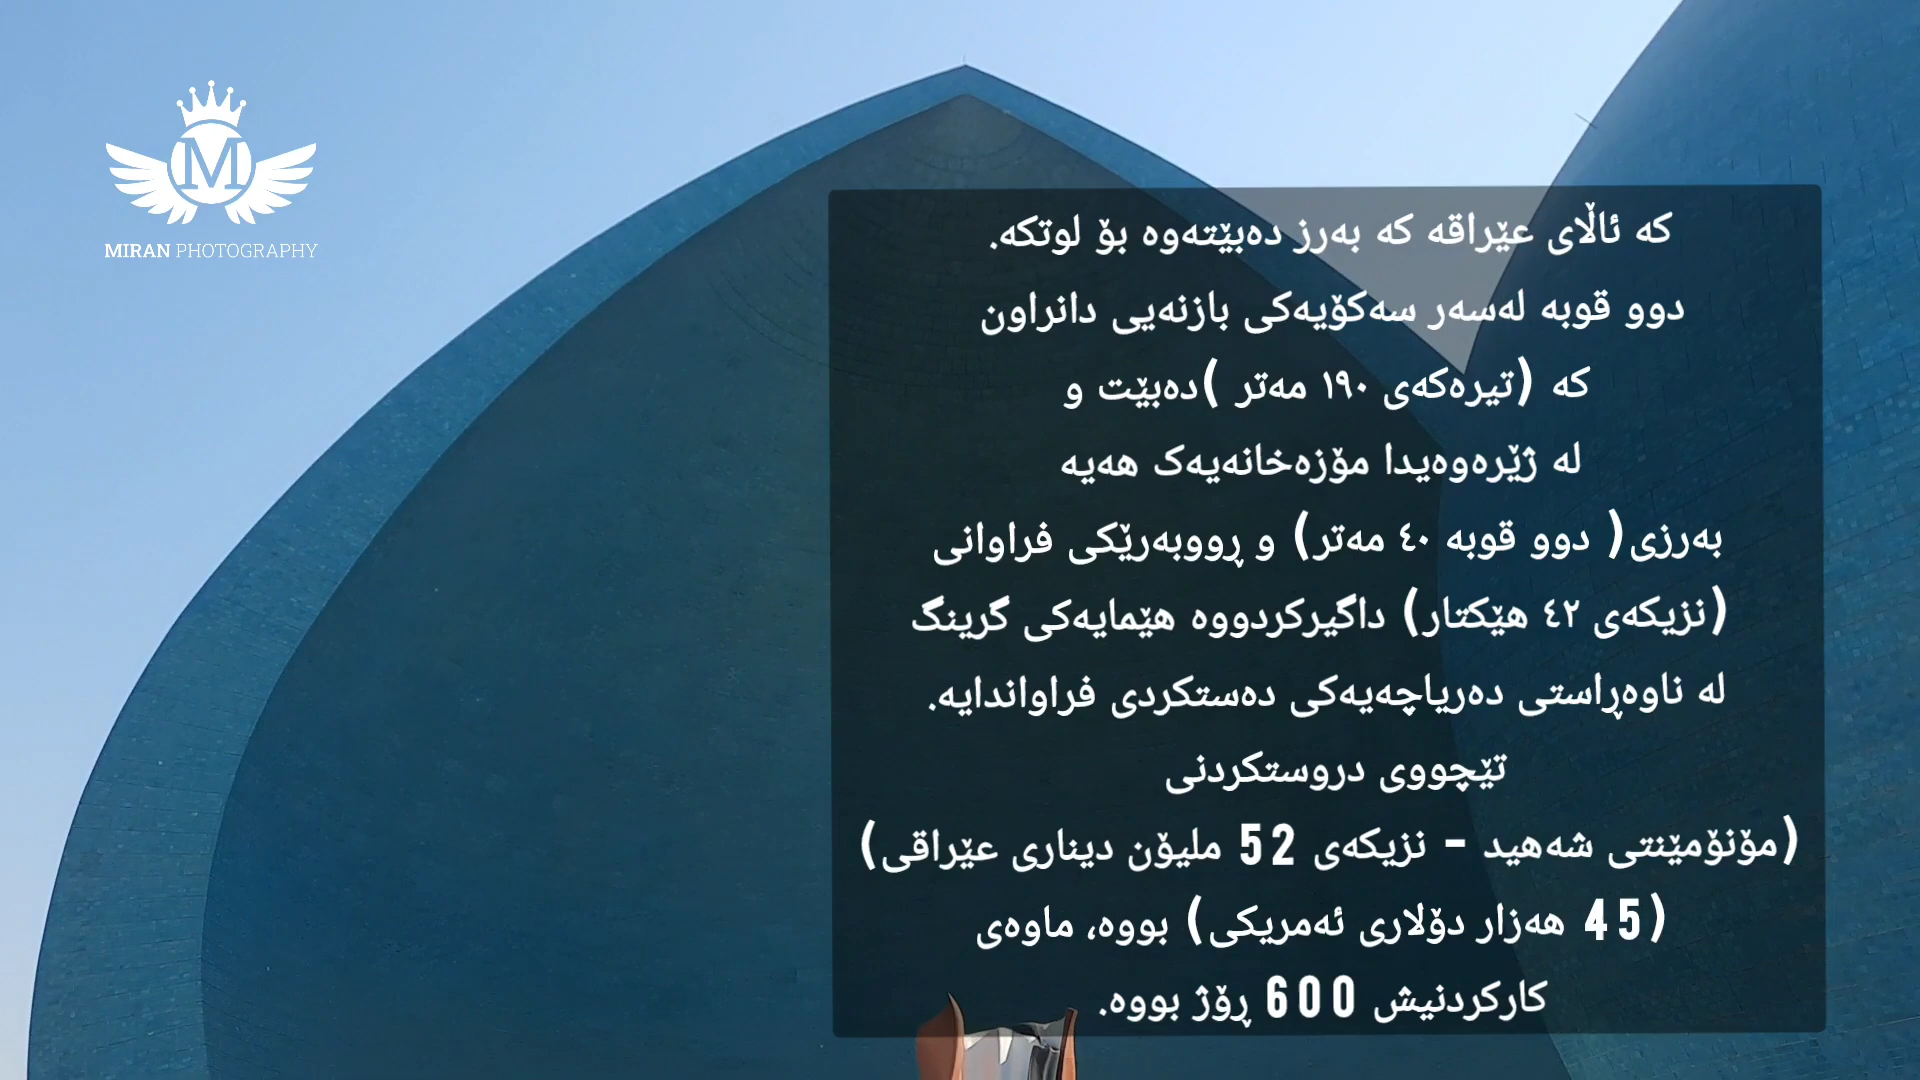 MIRAN PHOTOGRAPHY
کە ئاڵای عێراقە کە بەرز دەبێتەوە بۆ لوتکە.
دوو قوبە لەسەر سەکۆیەکی بازنەیی دانراون
کە (تیرەکەی ١٩٠ مەتر )دەبێت و
لە ژێرەوەیدا مۆزەخانەیەک هەیە
بەرزی( دوو قوبە ٤٠ مەتر) و ڕووبەرێکی فراوانی
(نزیکەی ٤٢ هێکتار) داگیرکردووە هێمایەکی گرینگ
لە ناوەڕاستی دەریاچەیەکی دەستکردی فراواندایە.
تێچووی دروستکردنی
(مۆنۆمێنتی شەهید - نزیکەی 52 ملیۆن دیناری عێراقی)
(45 هەزار دۆلاری ئەمریکی) بووە، ماوەی
کارکردنیش 600 ڕۆژ بووە.